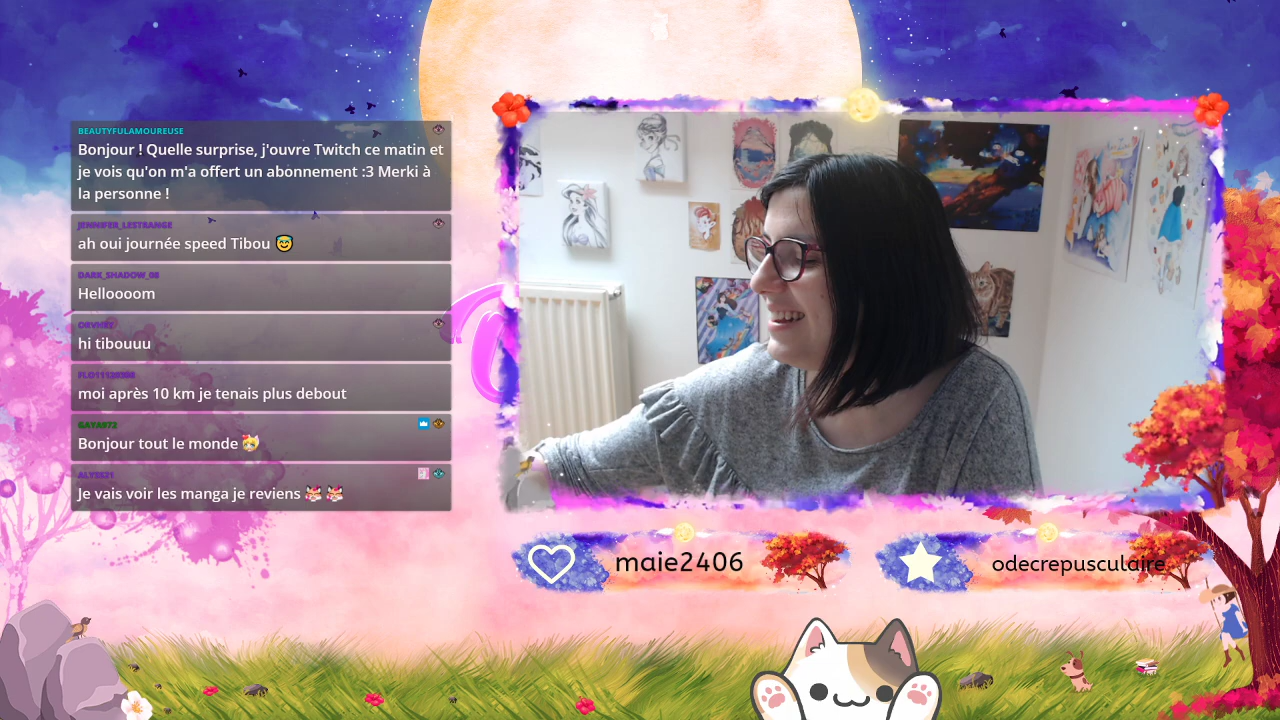 BEAUTYFULAMOUREUSE
Bonjour ! Quelle surprise, j'ouvre Twitch ce matin et
je vois qu'on m'a offert un abonnement :3 Merki à
la personne !
JENNIFER_LESTRANGE
ah oui journée speed Tibou
DARK_SHADOW_08
Helloooom
hi tibouuu
moi après 10 km je tenais plus debout
GAYA972
Bonjour tout le monde
Je vais voir les manga je reviens
maie2406
odecrepusculaire